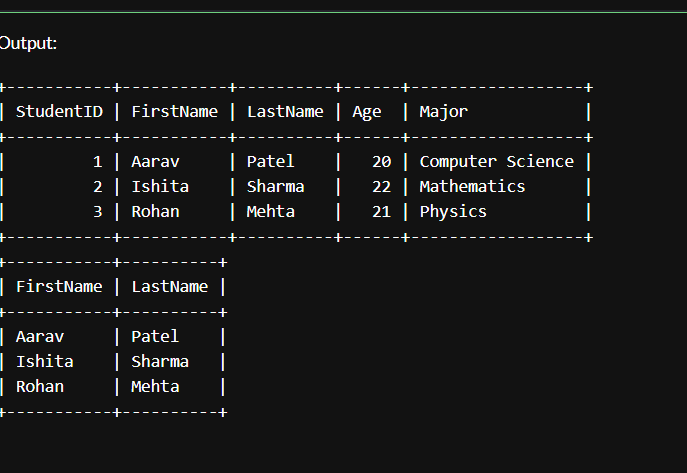 Output:
+-----------+-----------+----------+------+------------------+
| StudentID | FirstName | LastName | Age  | Major            |
+-----------+-----------+----------+------+------------------+
|         1 | Aarav     | Patel    |   20 | Computer Science |
|         2 | Ishita    | Sharma   |   22 | Mathematics      |
|         3 | Rohan     | Mehta    |   21 | Physics          |
+-----------+-----------+----------+------+------------------+
+-----------+----------+
| FirstName | LastName |
+-----------+----------+
| Aarav     | Patel    |
| Ishita    | Sharma   |
| Rohan     | Mehta    |
+-----------+----------+